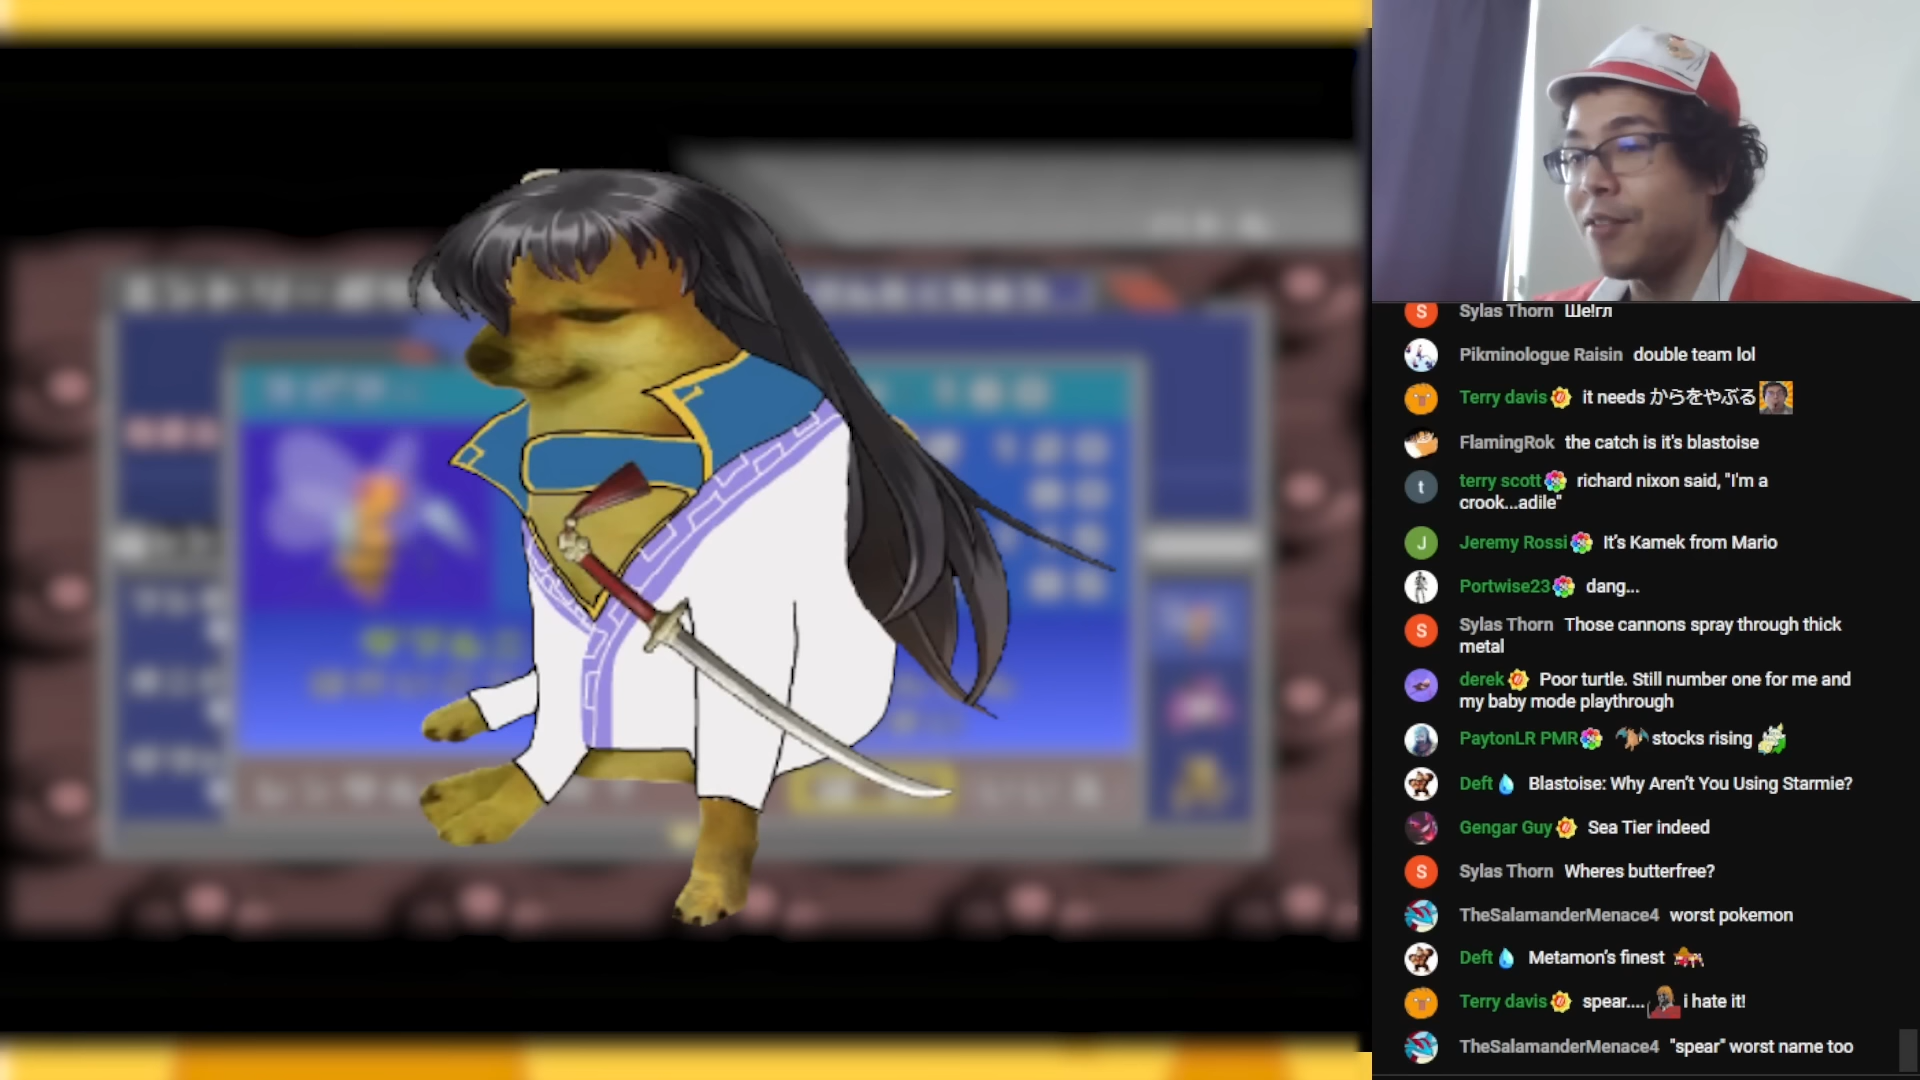 Sylas Thorn Ше!гл
Pikminologue Raisin double team lol
Terry davis it needs からをやぶる
FlamingRok the catch is it's blastoise
terry scott richard nixon said, "I'm a
crook...adile"
Jeremy Rossi It's Kamek from Mario
Portwise23 dang...
Sylas Thorn Those cannons spray through thick
metal
derek Poor turtle. Still number one for me and
my baby mode playthrough
PaytonLR PMR stocks rising
Deft Blastoise: Why Aren't You Using Starmie?
Gengar Guy Sea Tier indeed
Sylas Thorn Wheres butterfree?
TheSalamanderMenace4 worst pokemon
Deft Metamon's finest
Terry davis spear.... i hate it!
TheSalamanderMenace4 "spear" worst name too